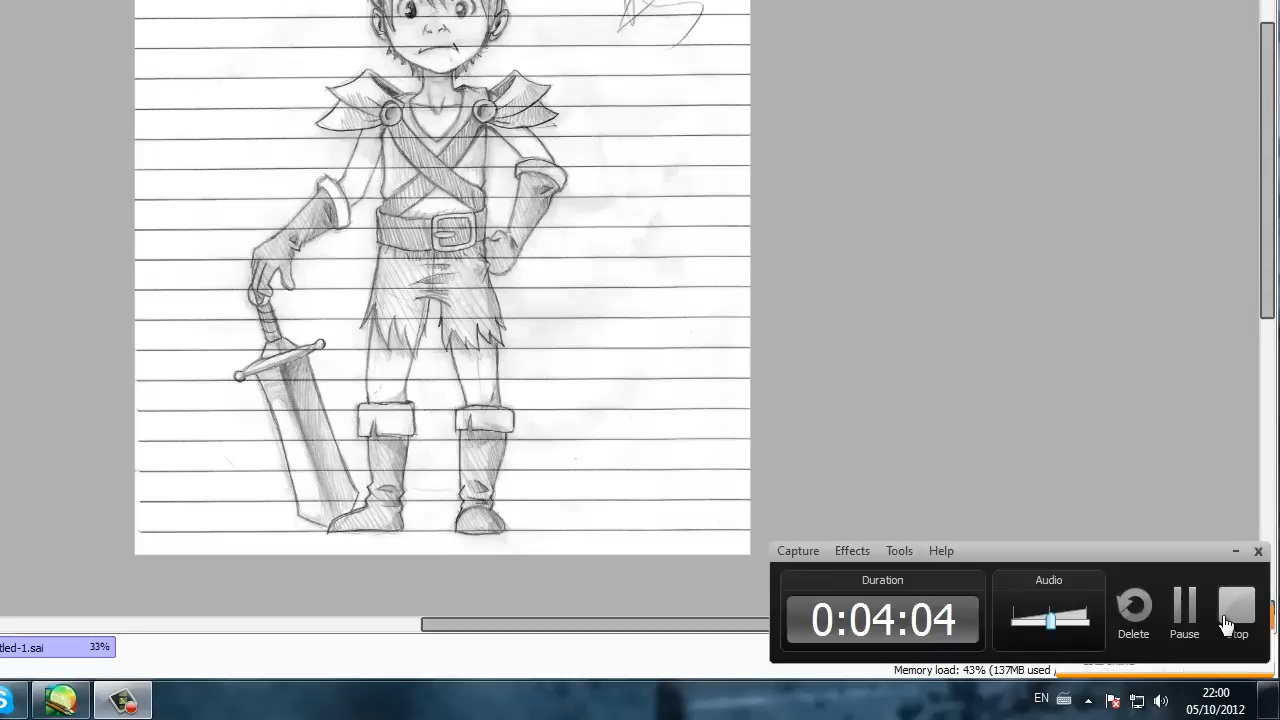 Capture Effects Tools Help
Duration
Audio
0:04:04
Delete
Pause
top
tled-1.sai 33%
Memory load: 43% (137MB used
EN
22:00
05/10/2012